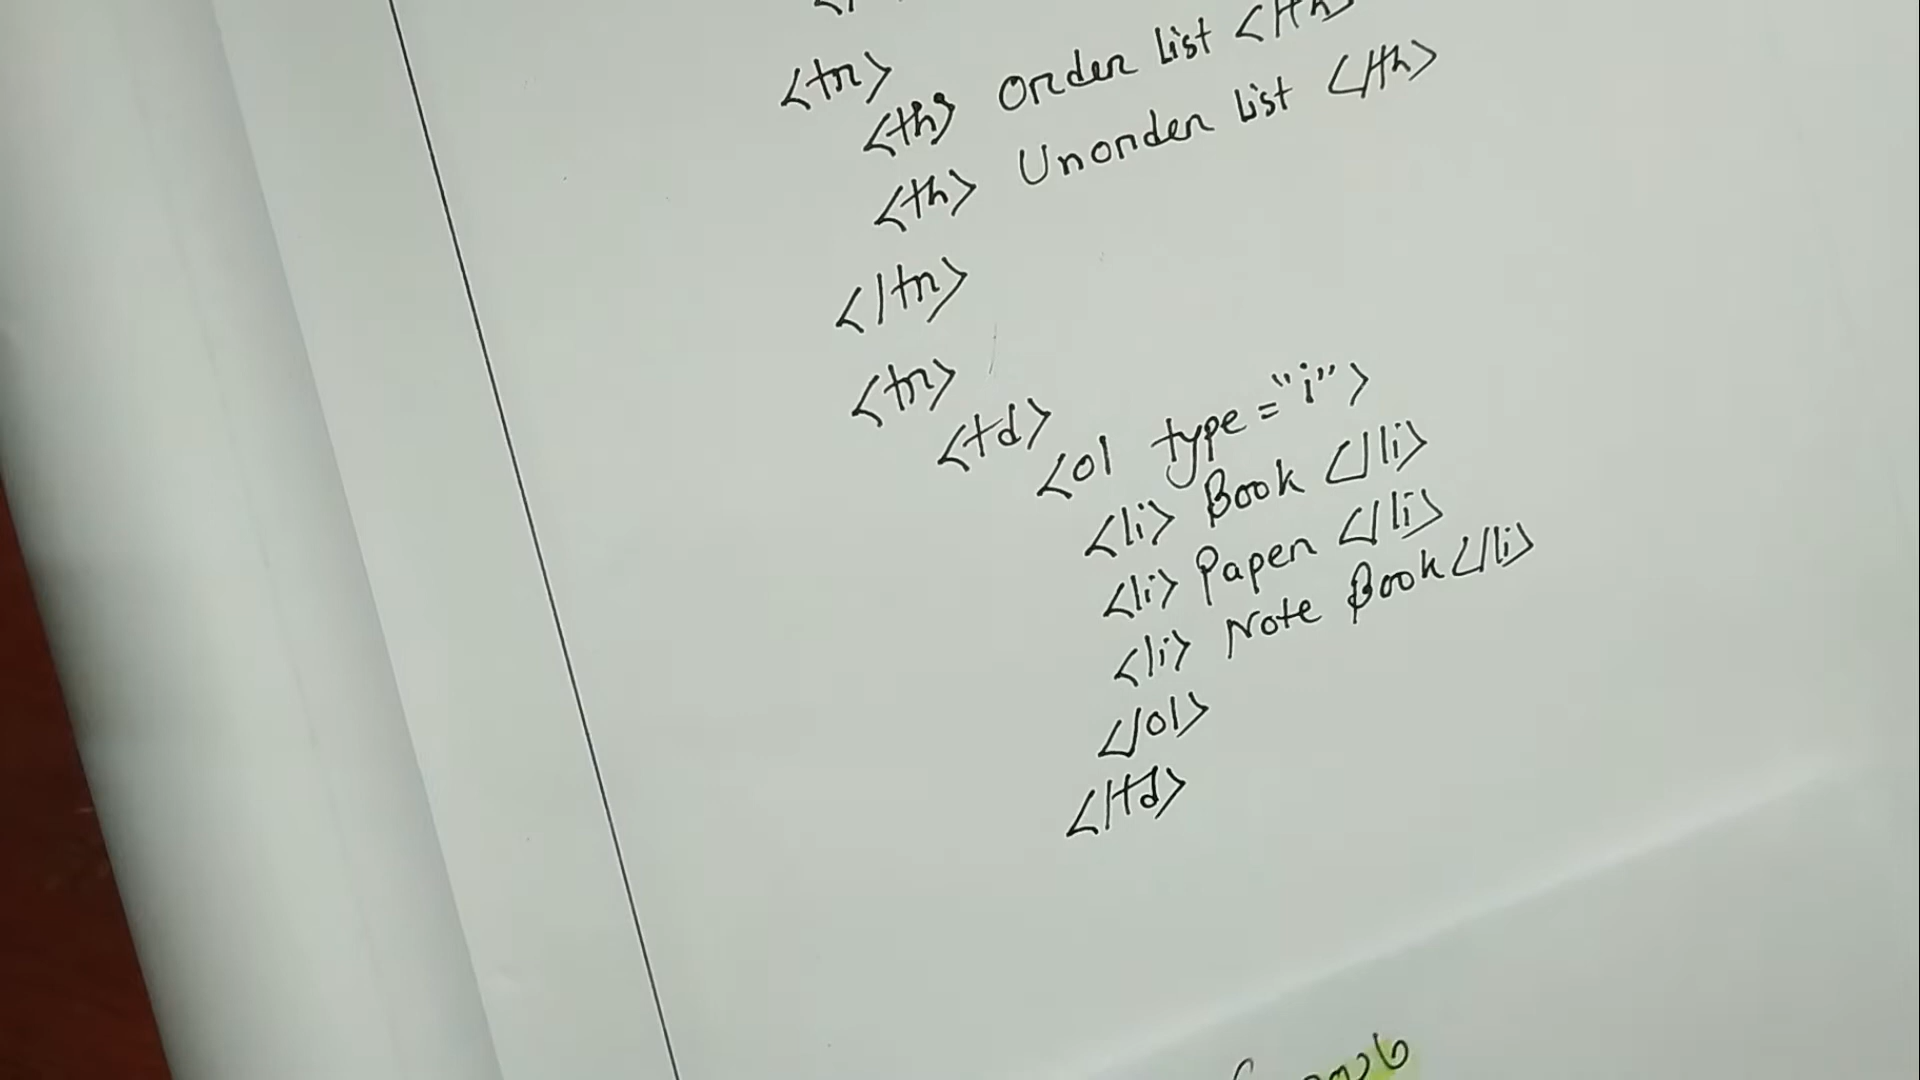 <tr>
<th> Order List </th>
<th> Unorder List </th>
</tr>
<tr>
<td>
<ol type="i">
<li> Book </li>
<li> Paper </li>
<li> Note Book </li>
</ol>
</td>